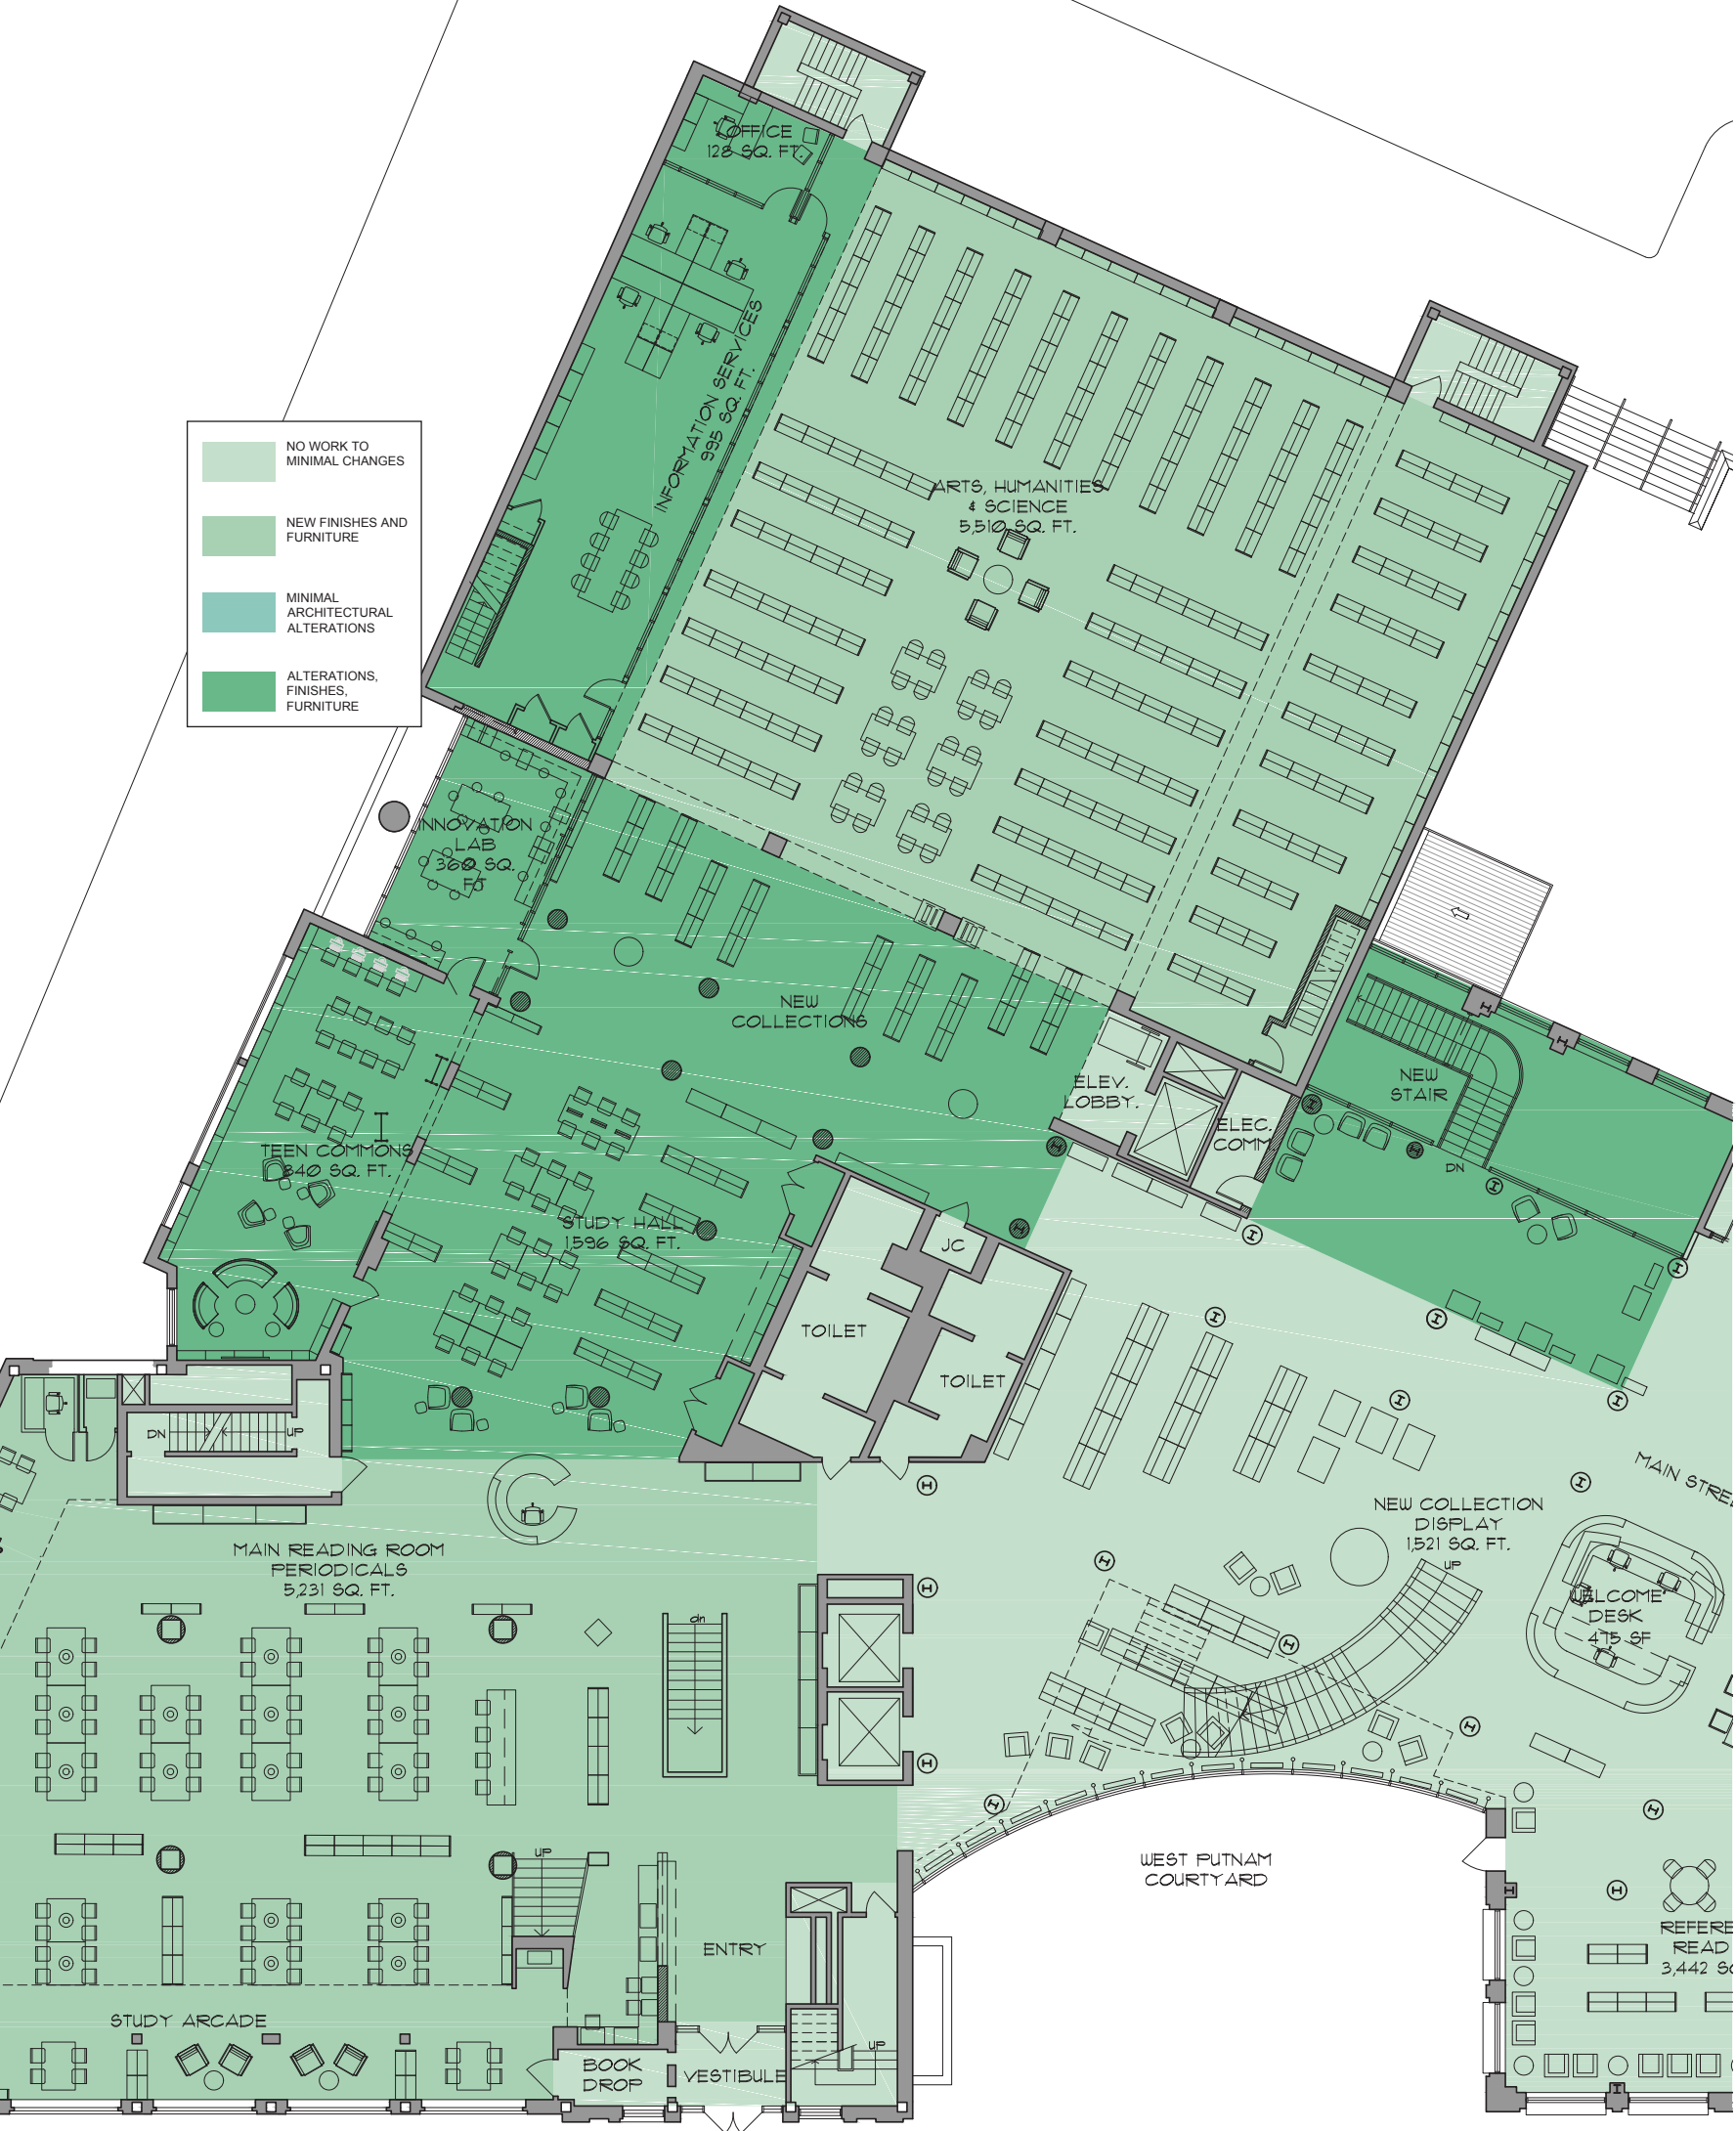 OFFICE
128 SQ. FT.
INFORMATION SERVICES
995 SQ. FT.
NO WORK TO
MINIMAL CHANGES
NEW FINISHES AND
FURNITURE
MINIMAL
ARCHITECTURAL
ALTERATIONS
ALTERATIONS,
FINISHES,
FURNITURE
ARTS, HUMANITIES
& SCIENCE
5,510 SQ. FT.
INNOVATION
LAB
360 SQ.
FT
NEW
COLLECTIONS
ELEV.
LOBBY.
ELEC.
COMM.
NEW
STAIR
DN
TEEN COMMONS
840 SQ. FT.
STUDY HALL
1,596 SQ. FT.
JC
TOILET
TOILET
DN
UP
MAIN STREE
NEW COLLECTION
DISPLAY
1,521 SQ. FT.
UP
WELCOME
DESK
475 SF
MAIN READING ROOM
PERIODICALS
5,231 SQ. FT.
dn
UP
WEST PUTNAM
COURTYARD
ENTRY
REFERE
READ
3,442 SQ
STUDY ARCADE
BOOK
DROP
VESTIBULE
UP